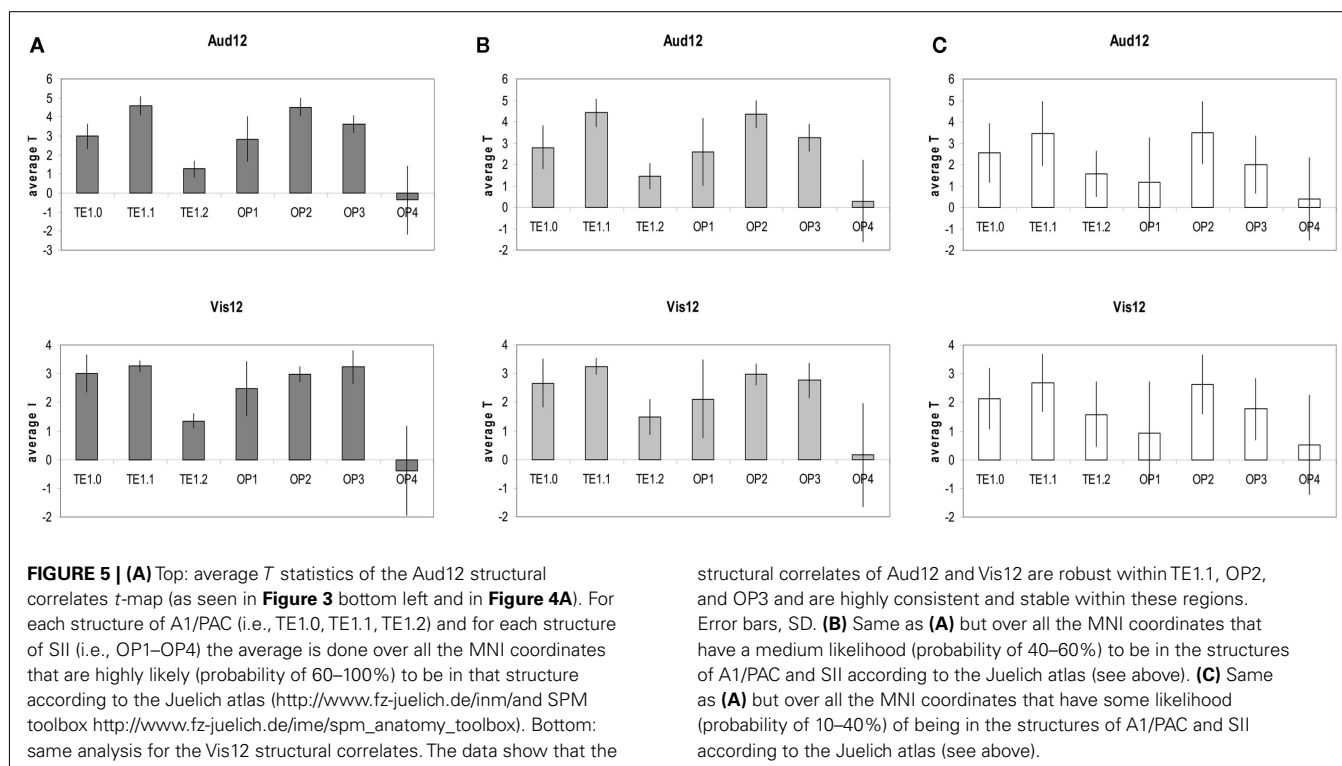 A
Aud12
average T
6
5
4
3
2
1
0
-1
-2
-3
TE1.0 TE1.1 TE1.2 OP1 OP2 OP3 OP4
Vis12
average T
4
3
2
1
0
-1
-2
TE1.0 TE1.1 TE1.2 OP1 OP2 OP3 OP4
B
Aud12
average T
6
5
4
3
2
1
0
-1
-2
TE1.0 TE1.1 TE1.2 OP1 OP2 OP3 OP4
Vis12
average T
4
3
2
1
0
-1
-2
TE1.0 TE1.1 TE1.2 OP1 OP2 OP3 OP4
C
Aud12
average T
6
5
4
3
2
1
0
-1
-2
TE1.0 TE1.1 TE1.2 OP1 OP2 OP3 OP4
Vis12
average T
4
3
2
1
0
-1
-2
TE1.0 TE1.1 TE1.2 OP1 OP2 OP3 OP4
FIGURE 5 | (A) Top: average T statistics of the Aud12 structural
correlates t-map (as seen in Figure 3 bottom left and in Figure 4A). For
each structure of A1/PAC (i.e., TE1.0, TE1.1, TE1.2) and for each structure
of SII (i.e., OP1–OP4) the average is done over all the MNI coordinates
that are highly likely (probability of 60–100%) to be in that structure
according to the Juelich atlas (http://www.fz-juelich.de/inm/and SPM
toolbox http://www.fz-juelich.de/ime/spm_anatomy_toolbox). Bottom:
same analysis for the Vis12 structural correlates. The data show that the
structural correlates of Aud12 and Vis12 are robust within TE1.1, OP2,
and OP3 and are highly consistent and stable within these regions.
Error bars, SD. (B) Same as (A) but over all the MNI coordinates that
have a medium likelihood (probability of 40–60%) to be in the structures
of A1/PAC and SII according to the Juelich atlas (see above). (C) Same
as (A) but over all the MNI coordinates that have some likelihood
(probability of 10–40%) of being in the structures of A1/PAC and SII
according to the Juelich atlas (see above).